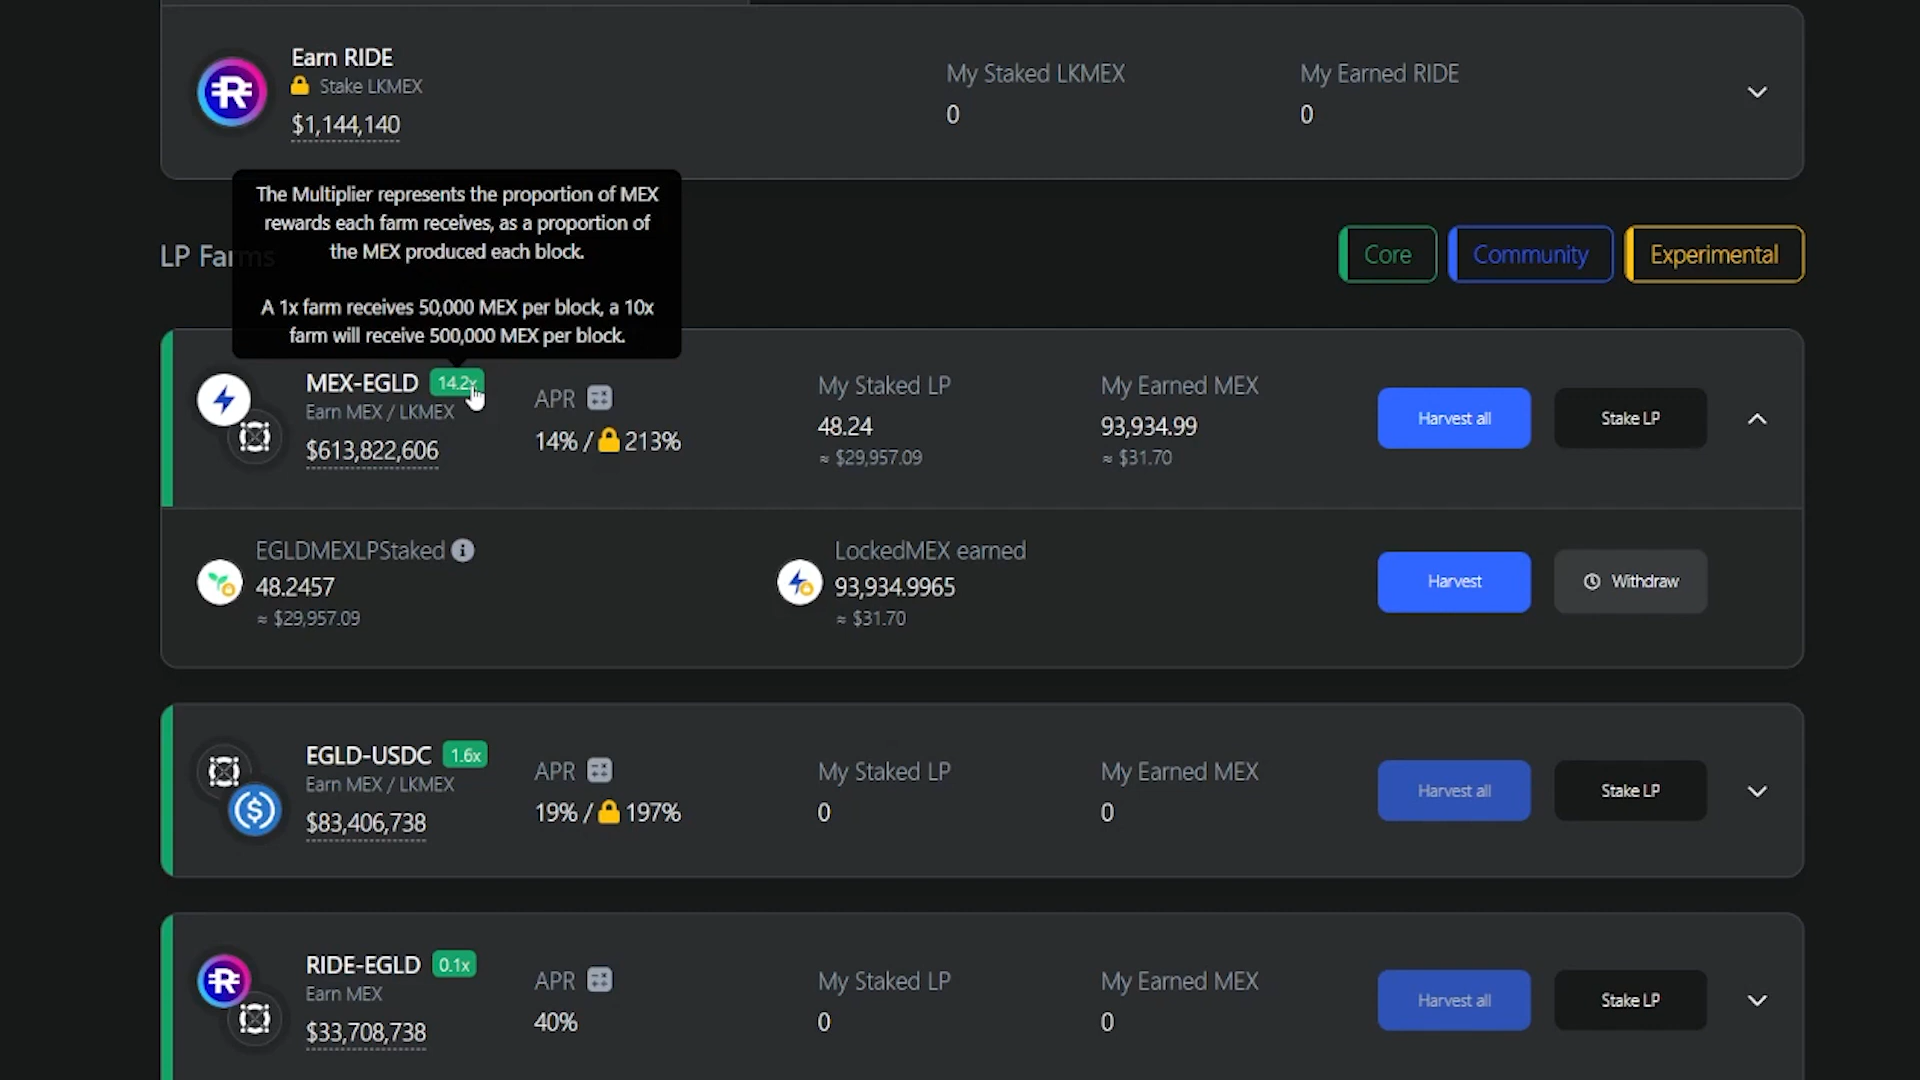 Earn RIDE
Stake LKMEX
$1,144,140
My Staked LKMEX
0
My Earned RIDE
0
The Multiplier represents the proportion of MEX
rewards each farm receives, as a proportion of
the MEX produced each block.
A 1x farm receives 50,000 MEX per block, a 10x
farm will receive 500,000 MEX per block.
LP Farms
Core
Community
Experimental
MEX-EGLD 14.2x
Earn MEX / LKMEX
$613,822,606
APR
14% / 213%
My Staked LP
48.24
≈ $29,957.09
My Earned MEX
93,934.99
≈ $31.70
Harvest all
Stake LP
EGLDMEXLPStaked
48.2457
≈ $29,957.09
LockedMEX earned
93,934.9965
≈ $31.70
Harvest
Withdraw
EGLD-USDC 1.6x
Earn MEX / LKMEX
$83,406,738
APR
19% / 197%
My Staked LP
0
My Earned MEX
0
Harvest all
Stake LP
RIDE-EGLD 0.1x
Earn MEX
$33,708,738
APR
40%
My Staked LP
0
My Earned MEX
0
Harvest all
Stake LP